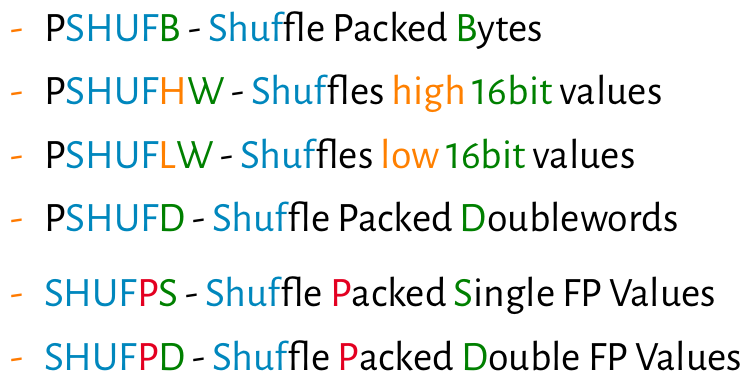 - PSHUFB - Shuffle Packed Bytes
- PSHUFHW - Shuffles high 16bit values
- PSHUFLW - Shuffles low 16bit values
- PSHUFD - Shuffle Packed Doublewords
- SHUFPS - Shuffle Packed Single FP Values
- SHUFPD - Shuffle Packed Double FP Values